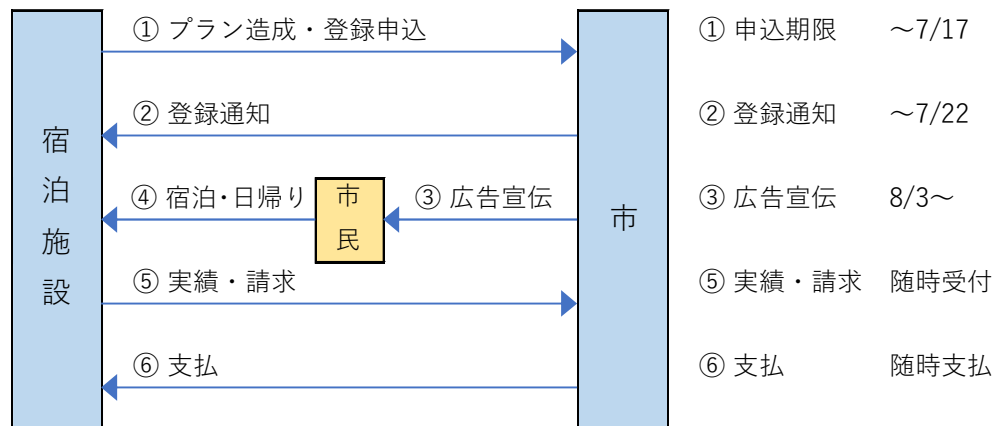 ① プラン造成・登録申込
① 申込期限 ～7/17
② 登録通知
② 登録通知 ～7/22
宿泊施設
④ 宿泊・日帰り
市民
③ 広告宣伝
市
③ 広告宣伝 8/3～
⑤ 実績・請求
⑤ 実績・請求 随時受付
⑥ 支払
⑥ 支払 随時支払